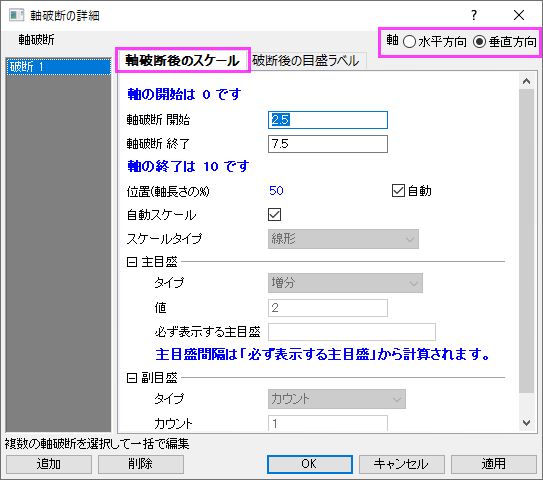 軸破断の詳細
軸破断
軸 水平方向 垂直方向
破断 1
軸破断後のスケール 破断後の目盛ラベル
軸の開始は 0 です
軸破断 開始 2.5
軸破断 終了 7.5
軸の終了は 10 です
位置(軸長さの%) 50 自動
自動スケール
スケールタイプ 線形
主目盛
タイプ 増分
値 2
必ず表示する主目盛
主目盛間隔は「必ず表示する主目盛」から計算されます。
副目盛
タイプ カウント
カウント 1
複数の軸破断を選択して一括で編集
追加 削除 OK キャンセル 適用